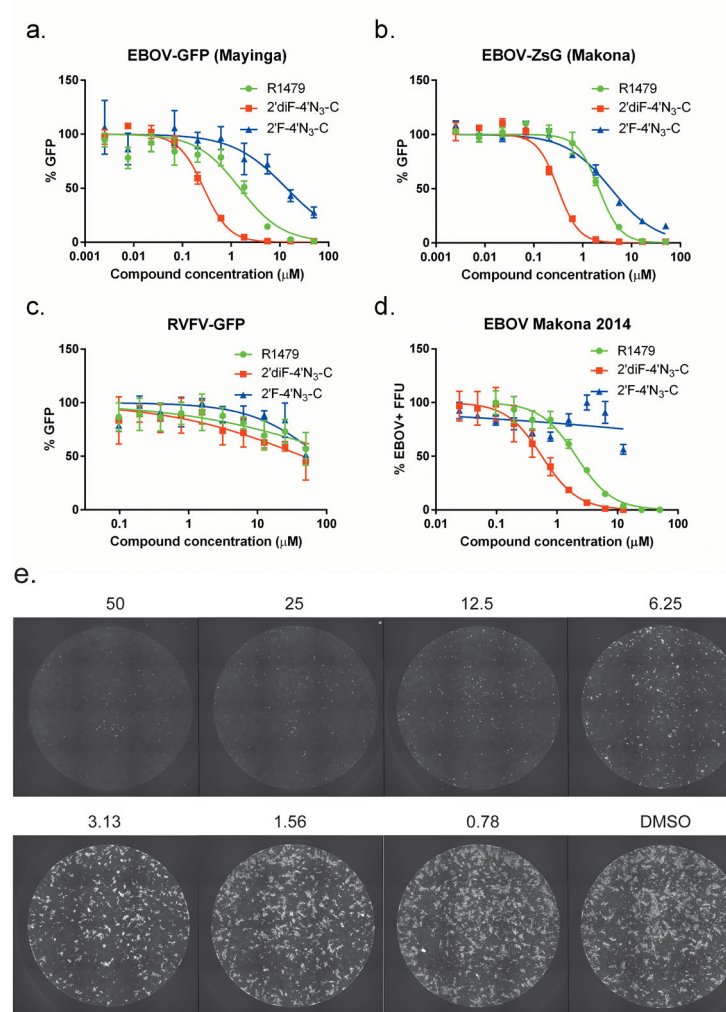 a.
EBOV-GFP (Mayinga)
150
100
50
0
% GFP
0.001 0.01 0.1 1 10 100
Compound concentration (μM)
R1479
2'diF-4'N₃-C
2'F-4'N₃-C
b.
EBOV-ZsG (Makona)
150
100
50
0
% GFP
0.001 0.01 0.1 1 10 100
Compound concentration (μM)
R1479
2'diF-4'N₃-C
2'F-4'N₃-C
c.
RVFV-GFP
150
100
50
0
% GFP
0.1 1 10 100
Compound concentration (μM)
R1479
2'diF-4'N₃-C
2'F-4'N₃-C
d.
EBOV Makona 2014
150
100
50
0
% EBOV+ FFU
0.01 0.1 1 10 100
Compound concentration (μM)
R1479
2'diF-4'N₃-C
2'F-4'N₃-C
e.
50 25 12.5 6.25
3.13 1.56 0.78 DMSO